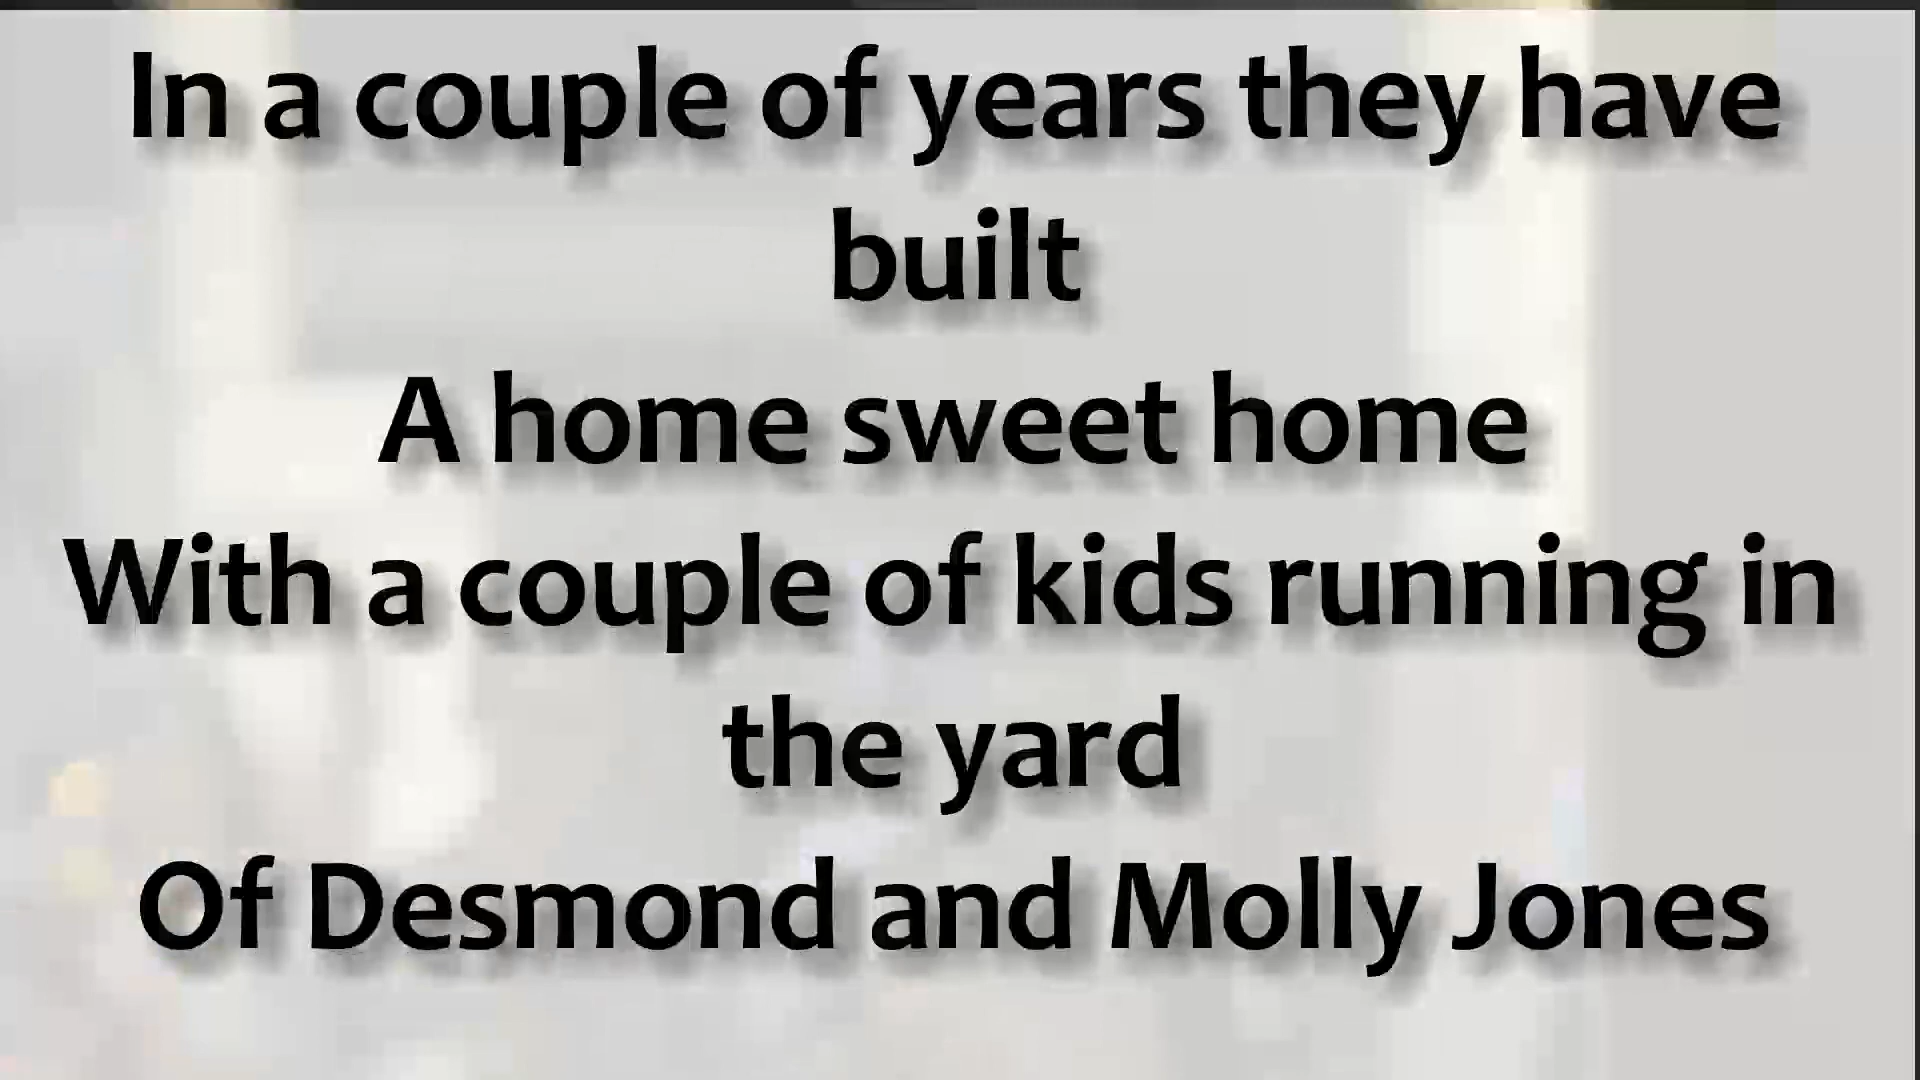 In a couple of years they have
built
A home sweet home
With a couple of kids running in
the yard
Of Desmond and Molly Jones